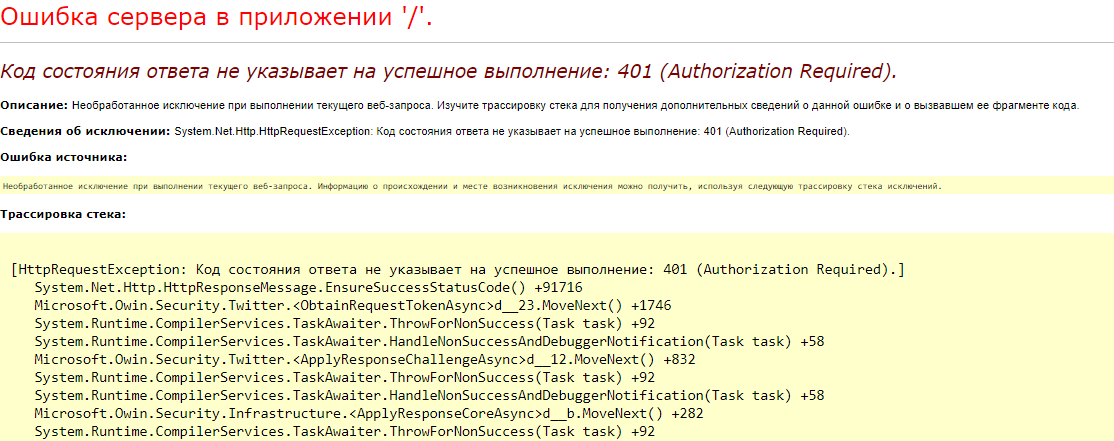 Ошибка сервера в приложении '/'.
Код состояния ответа не указывает на успешное выполнение: 401 (Authorization Required).
Описание: Необработанное исключение при выполнении текущего веб-запроса. Изучите трассировку стека для получения дополнительных сведений о данной ошибке и о вызвавшем ее фрагменте кода.
Сведения об исключении: System.Net.Http.HttpRequestException: Код состояния ответа не указывает на успешное выполнение: 401 (Authorization Required).
Ошибка источника:
Необработанное исключение при выполнении текущего веб-запроса. Информацию о происхождении и месте возникновения исключения можно получить, используя следующую трассировку стека исключений.
Трассировка стека:
[HttpRequestException: Код состояния ответа не указывает на успешное выполнение: 401 (Authorization Required).]
System.Net.Http.HttpResponseMessage.EnsureSuccessStatusCode() +91716
Microsoft.Owin.Security.Twitter.<ObtainRequestTokenAsync>d__23.MoveNext() +1746
System.Runtime.CompilerServices.TaskAwaiter.ThrowForNonSuccess(Task task) +92
System.Runtime.CompilerServices.TaskAwaiter.HandleNonSuccessAndDebuggerNotification(Task task) +58
Microsoft.Owin.Security.Twitter.<ApplyResponseChallengeAsync>d__12.MoveNext() +832
System.Runtime.CompilerServices.TaskAwaiter.ThrowForNonSuccess(Task task) +92
System.Runtime.CompilerServices.TaskAwaiter.HandleNonSuccessAndDebuggerNotification(Task task) +58
Microsoft.Owin.Security.Infrastructure.<ApplyResponseCoreAsync>d__b.MoveNext() +282
System.Runtime.CompilerServices.TaskAwaiter.ThrowForNonSuccess(Task task) +92